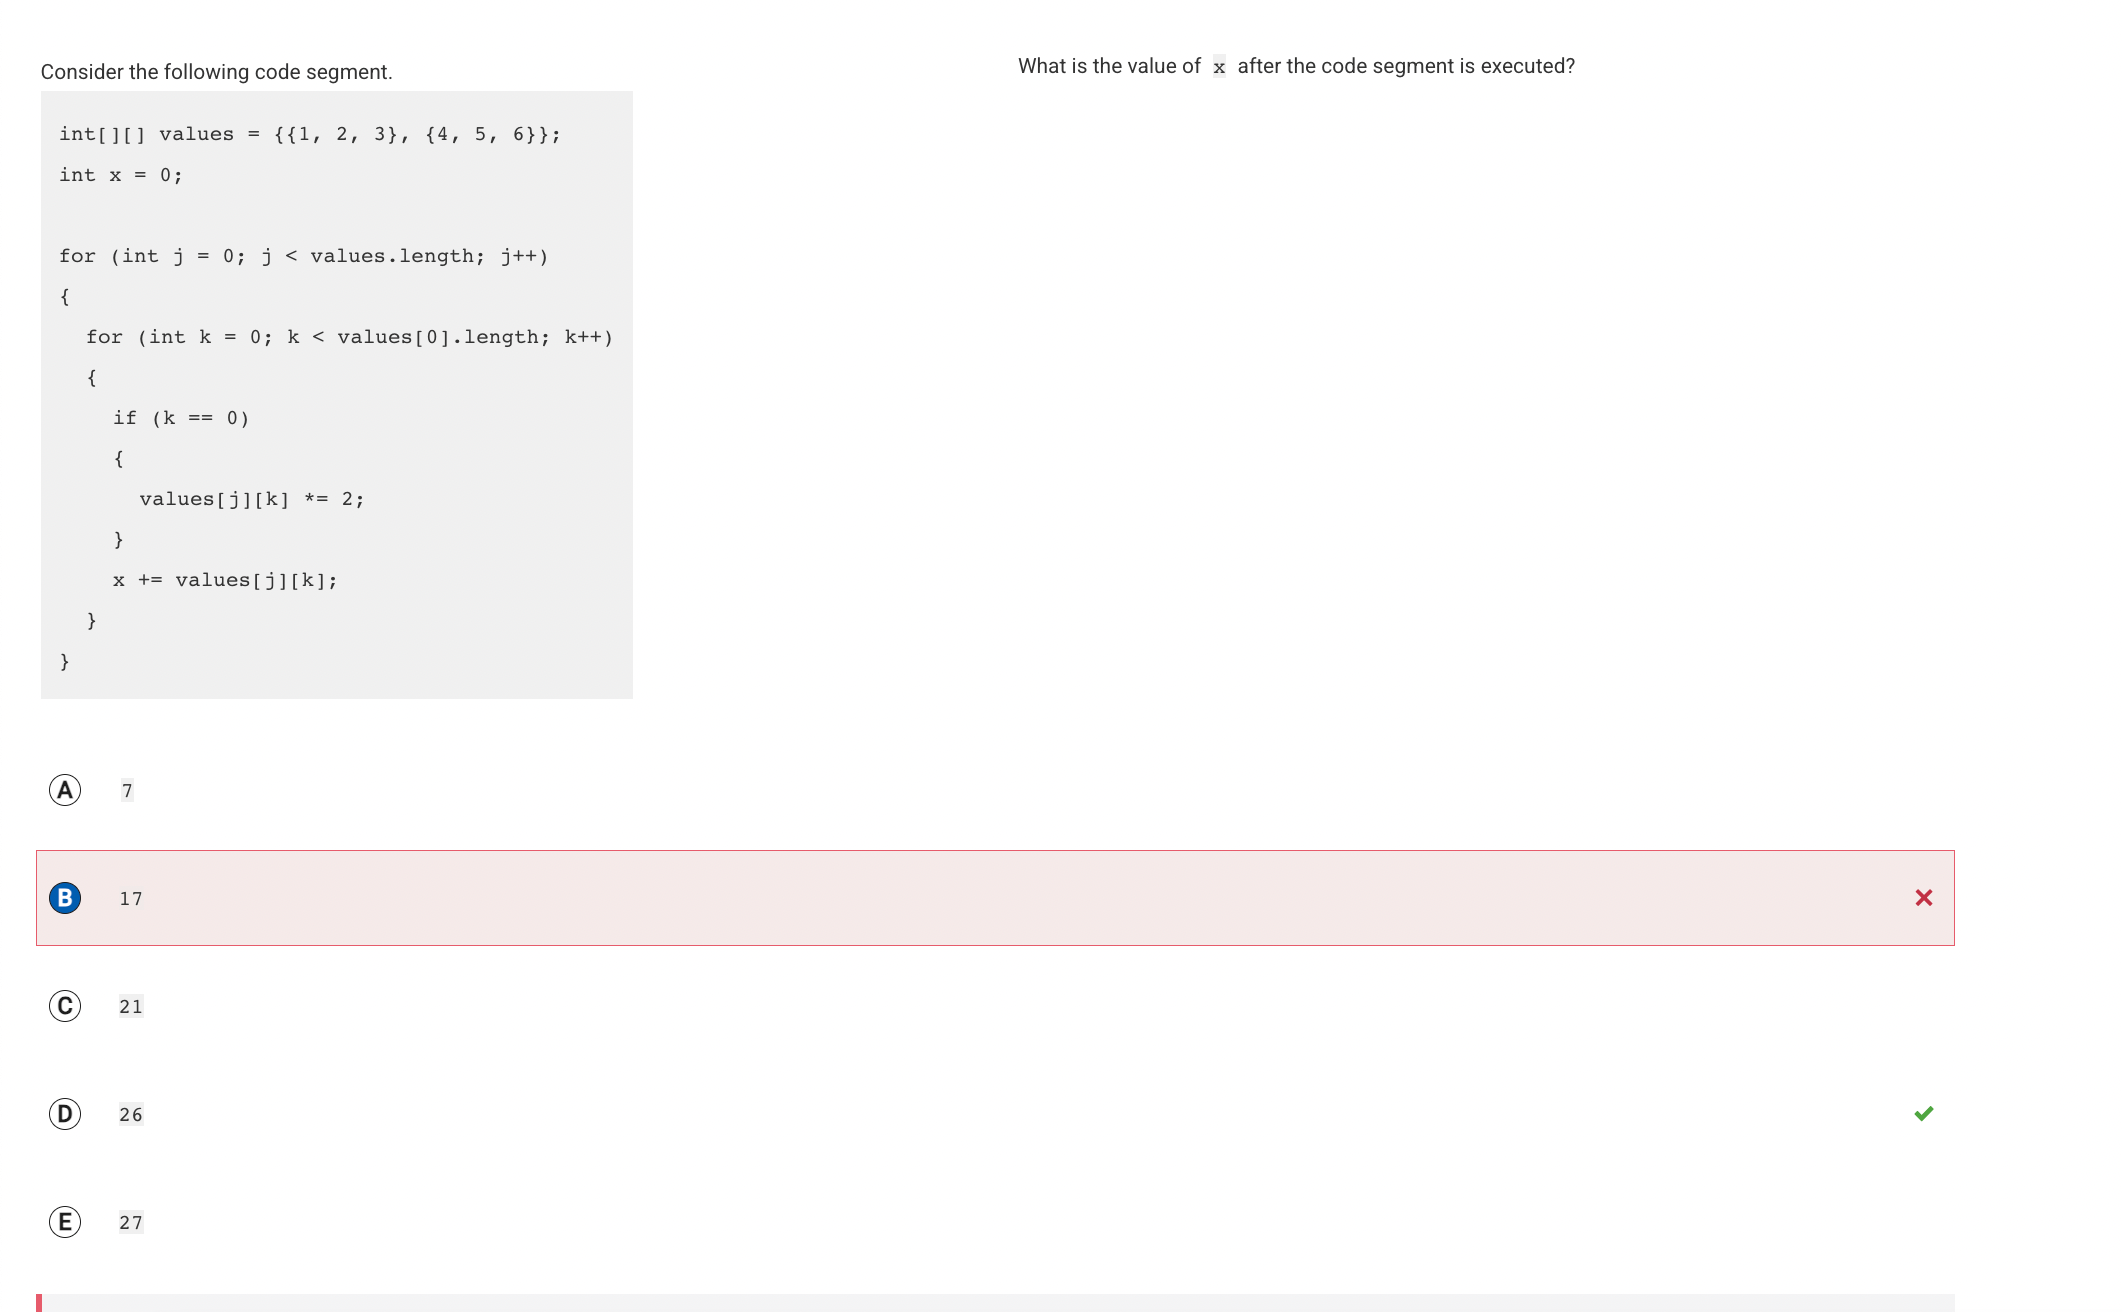 Consider the following code segment.
int[][] values = {{1, 2, 3}, {4, 5, 6}};
int x = 0;
for (int j = 0; j < values.length; j++)
{
for (int k = 0; k < values[0].length; k++)
{
if (k == 0)
{
values[j][k] *= 2;
}
x += values[j][k];
}
}
What is the value of x after the code segment is executed?
A 7
B 17
C 21
D 26
E 27